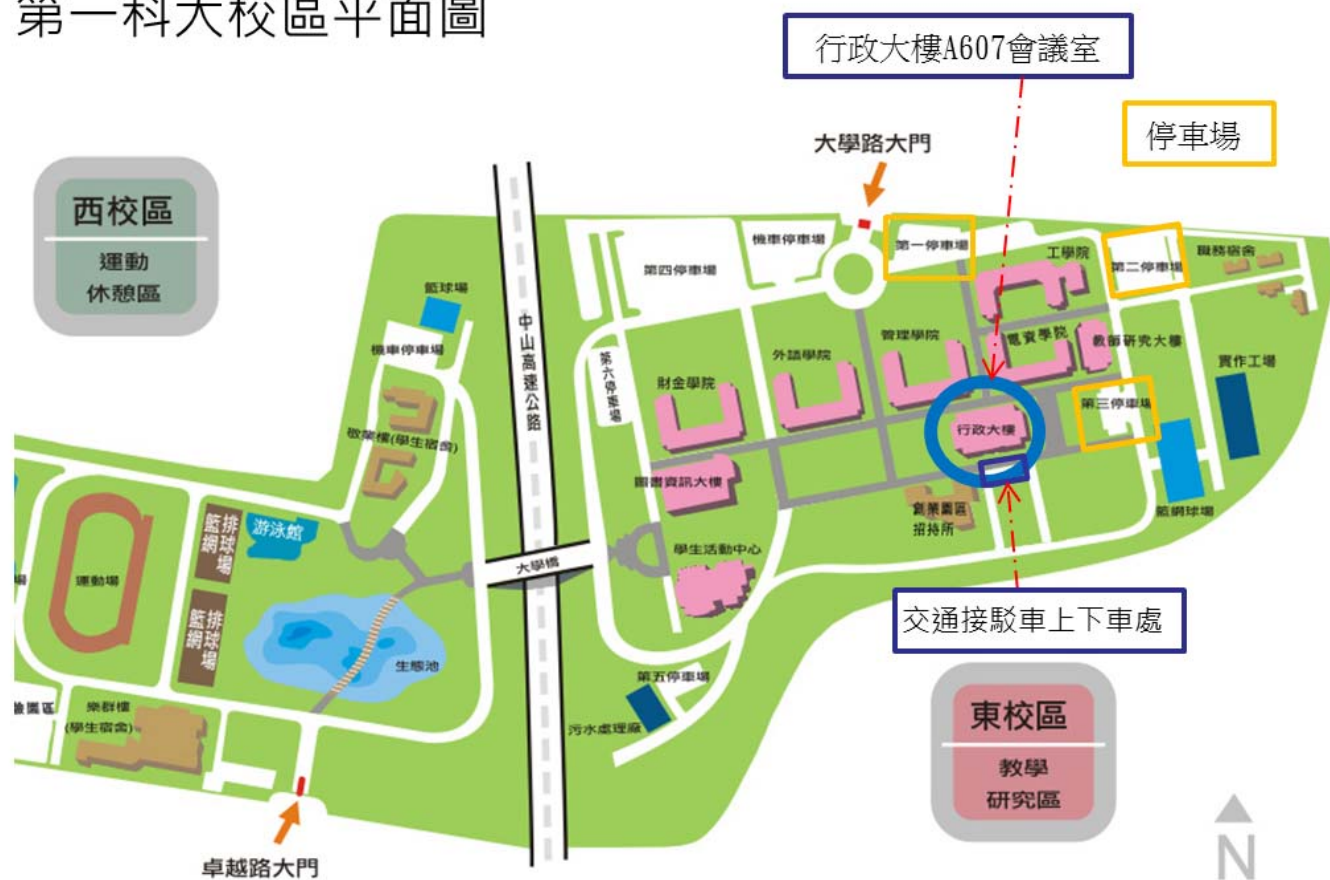 第一科大校區平面圖
行政大樓A607會議室
停車場
大學路大門
西校區
運動
休憩區
機車停車場
第一停車場
工學院
職務宿舍
第四停車場
第二停車場
籃球場
中山高速公路
機車停車場
管理學院
電資學院
教師研究大樓
外語學院
實作工場
第六停車場
財金學院
第三停車場
敬業樓(學生宿舍)
行政大樓
圖書資訊大樓
創業園區
招待所
籃網球場
排球場
籃網
游泳館
學生活動中心
大學橋
運動場
場
交通接駁車上下車處
排球場
籃網
生態池
第五停車場
園區
樂群樓
(學生宿舍)
污水處理廠
東校區
教學
研究區
卓越路大門
N